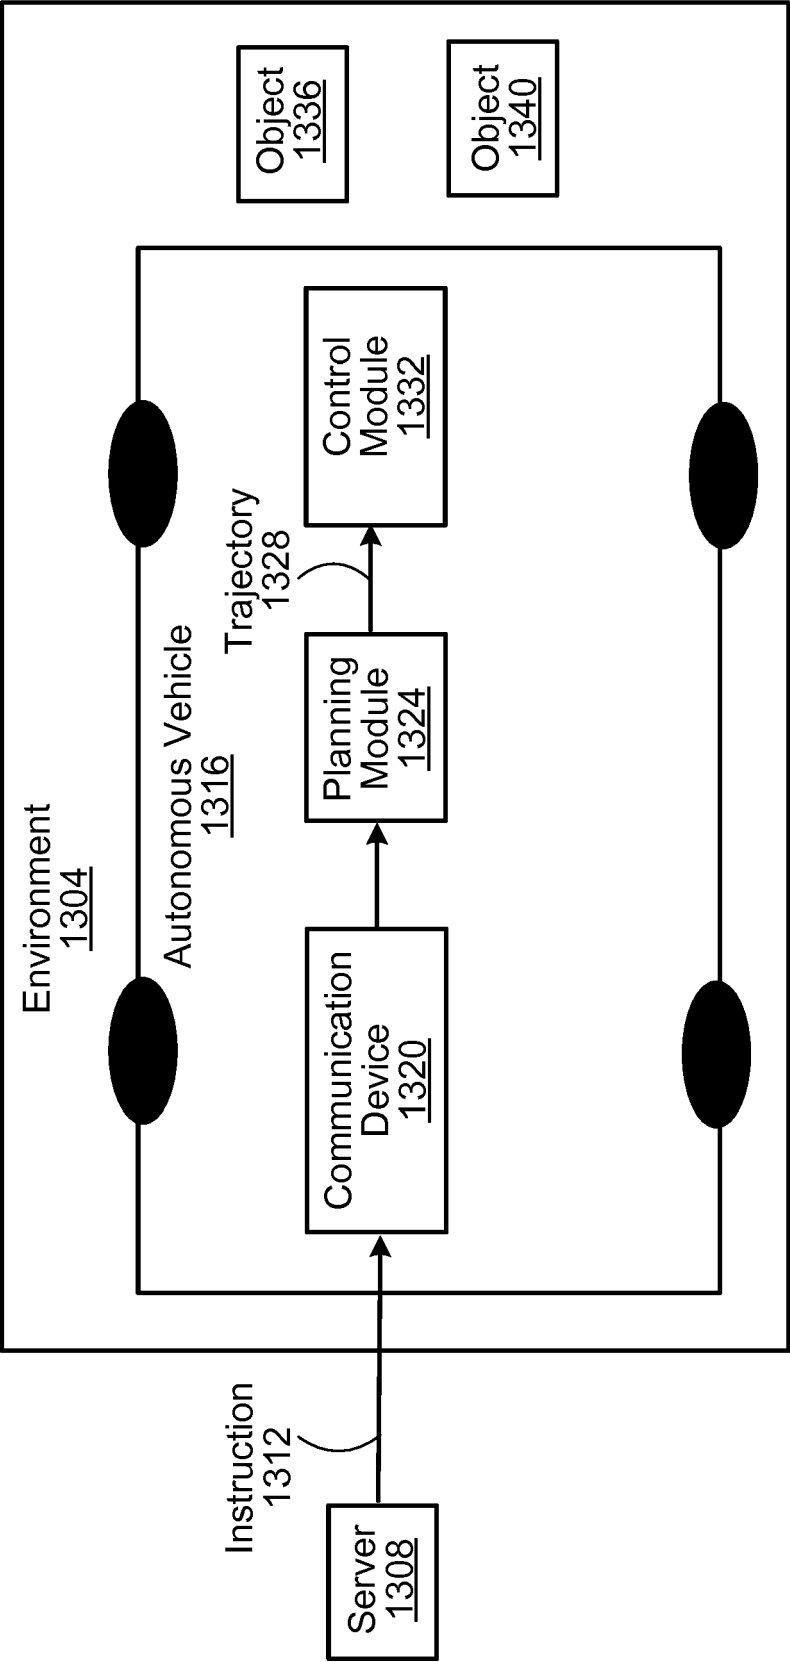 Environment
1304
Autonomous Vehicle
1316
Server
1308
Instruction
1312
Communication
Device
1320
Planning
Module
1324
Trajectory
1328
Control
Module
1332
Object
1336
Object
1340